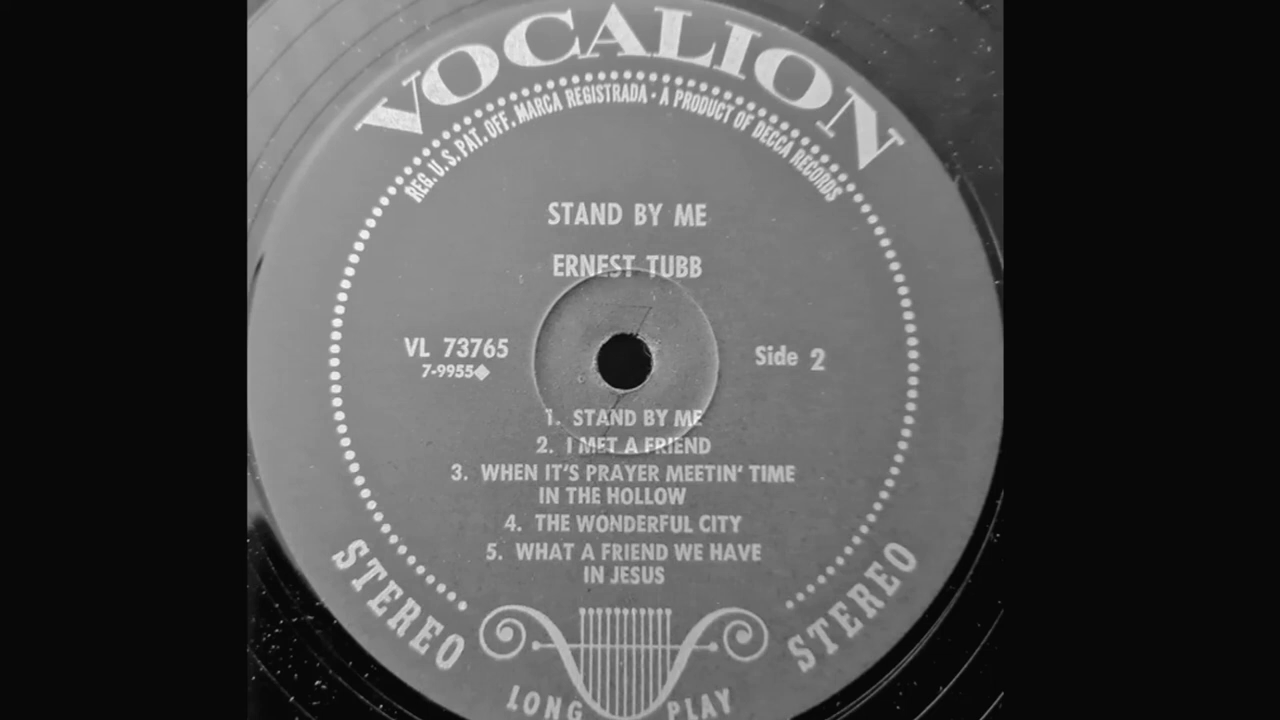 VOCALION
REG. U.S. PAT. OFF. MARCA REGISTRADA · A PRODUCT OF DECCA RECORDS
STAND BY ME
ERNEST TUBB
VL 73765
7-9955◆
Side 2
1. STAND BY ME
2. I MET A FRIEND
3. WHEN IT'S PRAYER MEETIN' TIME
IN THE HOLLOW
4. THE WONDERFUL CITY
5. WHAT A FRIEND WE HAVE
IN JESUS
STEREO
STEREO
LONG PLAY